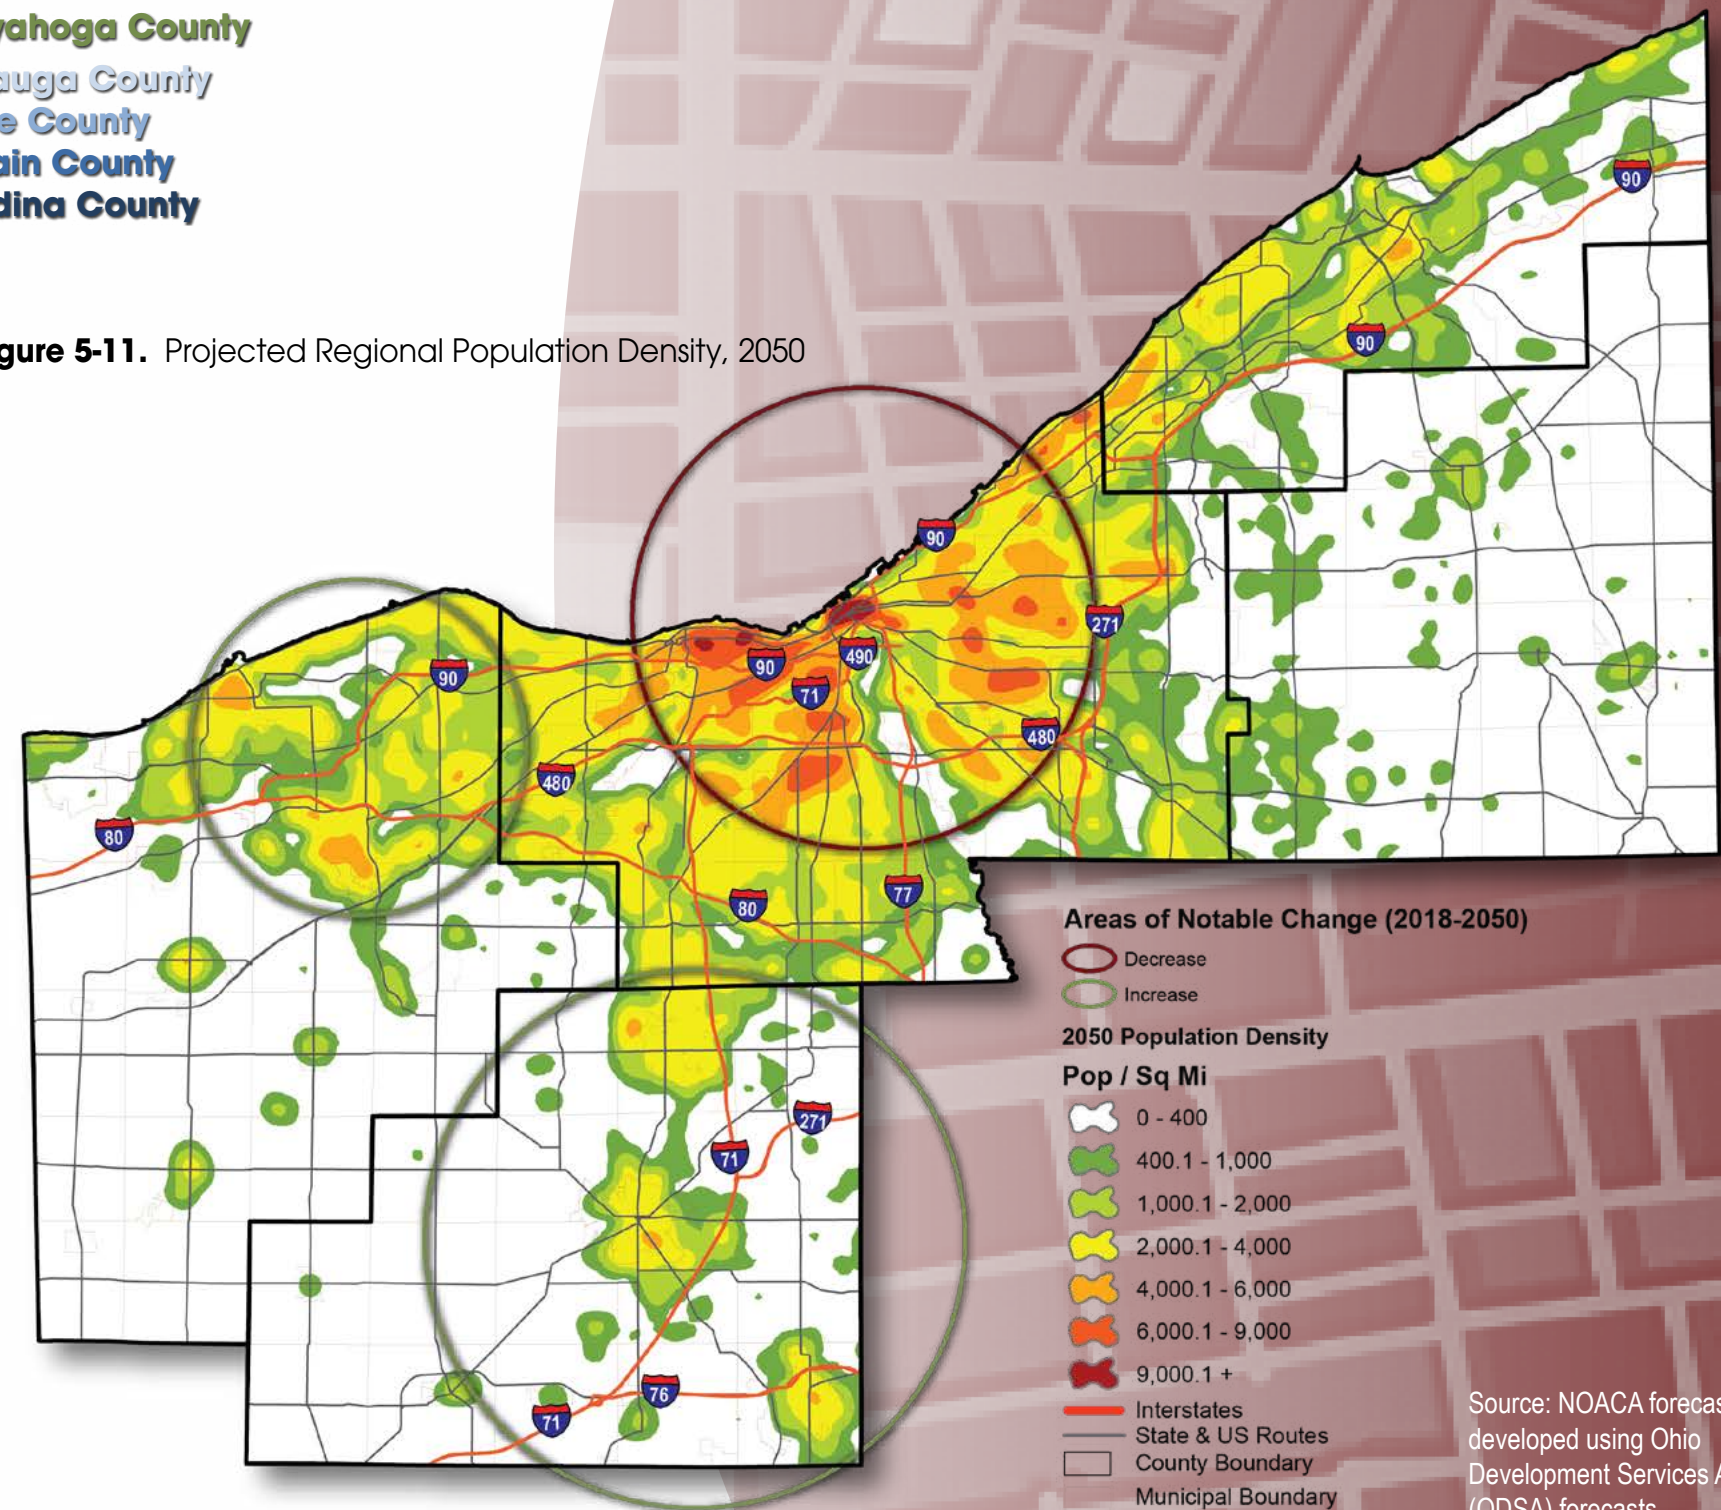 yahoga County
auga County
e County
ain County
dina County
gure 5-11. Projected Regional Population Density, 2050
90
90
90
271
490
90
71
90
480
480
80
80
77
271
71
76
71
Areas of Notable Change (2018-2050)
Decrease
Increase
2050 Population Density
Pop / Sq Mi
0 - 400
400.1 - 1,000
1,000.1 - 2,000
2,000.1 - 4,000
4,000.1 - 6,000
6,000.1 - 9,000
9,000.1 +
Interstates
State & US Routes
County Boundary
Municipal Boundary
Source: NOACA forecas
developed using Ohio
Development Services A
(ODSA) forecasts